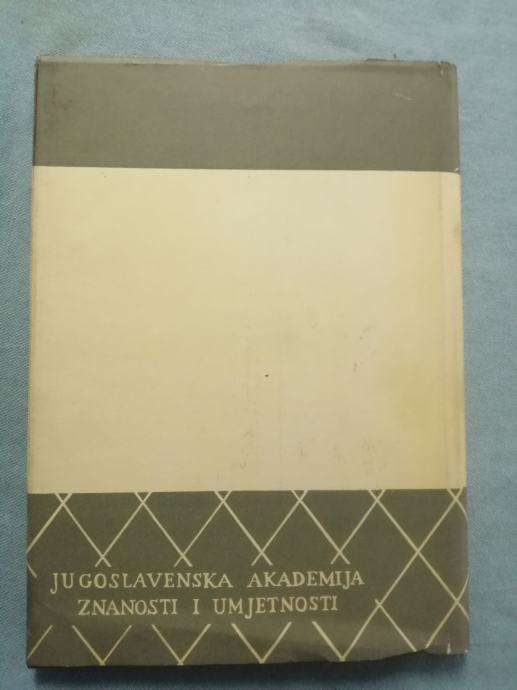 JUGOSLAVENSKA AKADEMIJA
ZNANOSTI I UMJETNOSTI